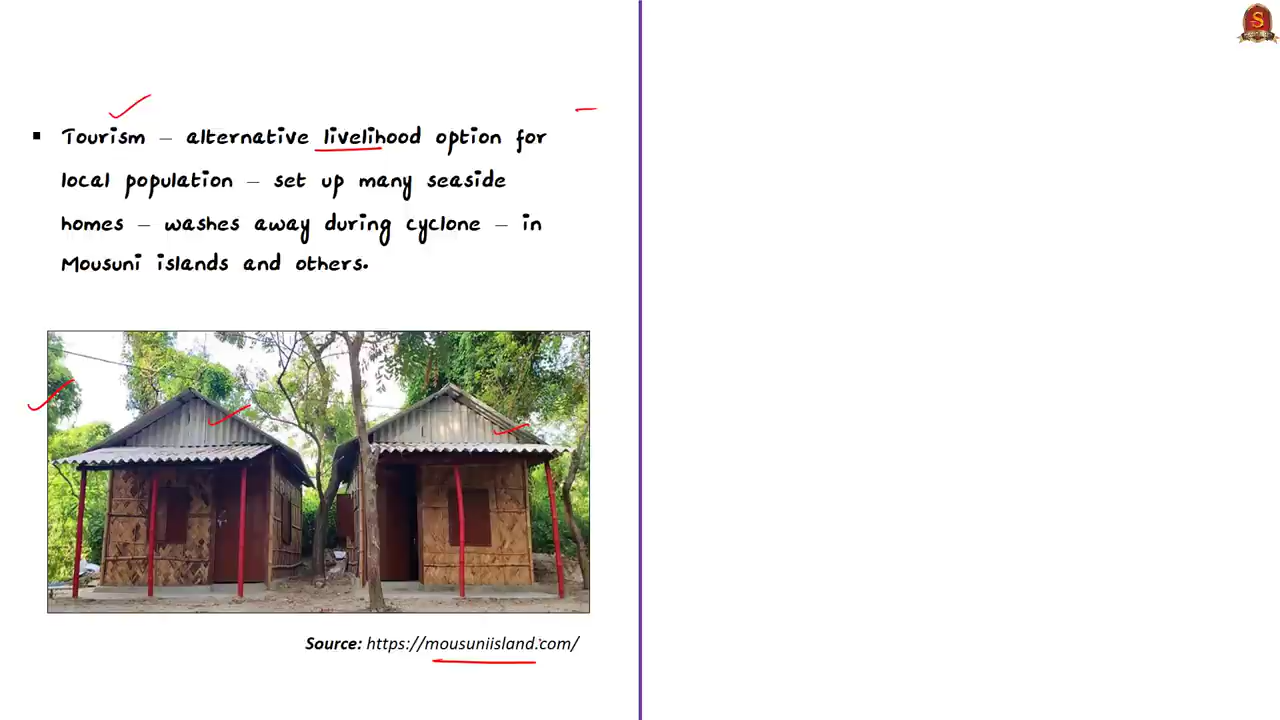 ▪ Tourism – alternative livelihood option for
local population – set up many seaside
homes – washes away during cyclone – in
Mousuni islands and others.
Source: https://mousuniisland.com/
S